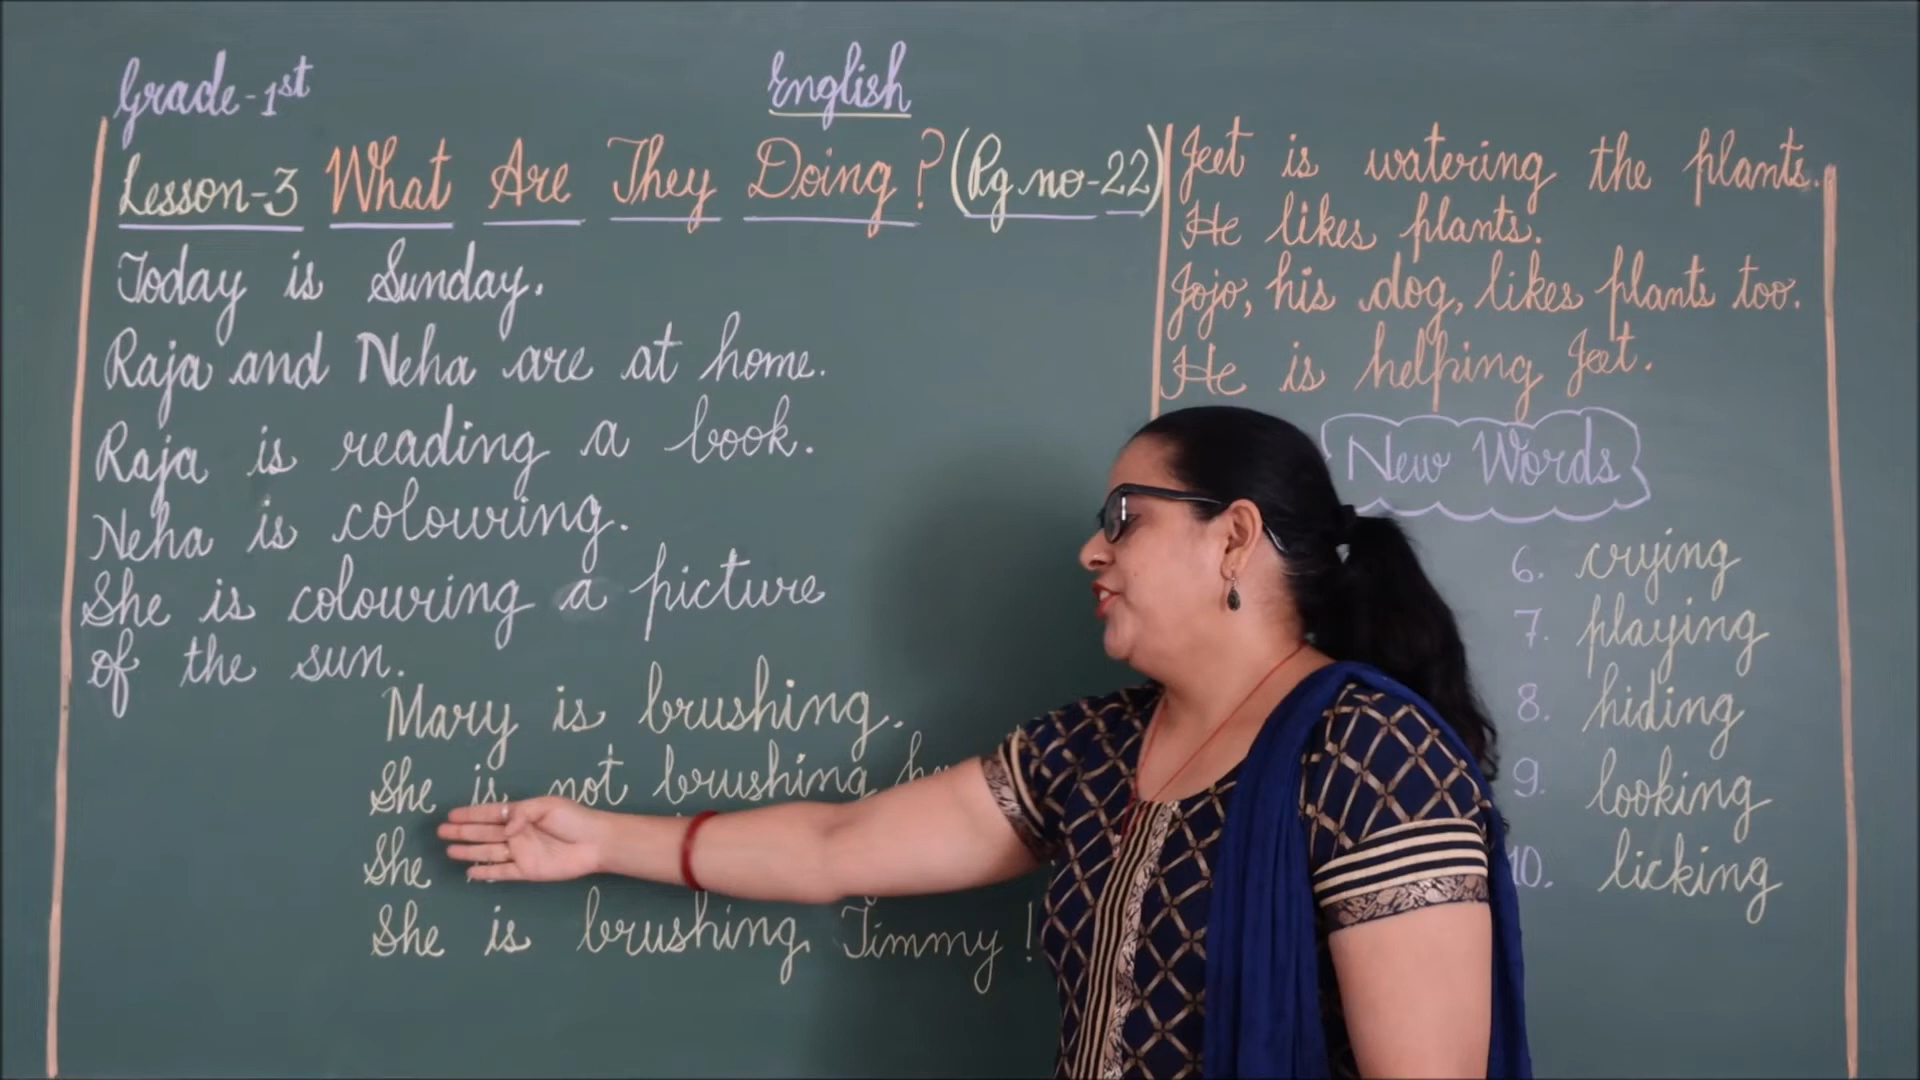 Grade-1st
English
Lesson-3 What Are They Doing? (Pg.no-22)
Today is Sunday.
Raja and Neha are at home.
Raja is reading a book.
Neha is colouring.
She is colouring a picture
of the sun.
Mary is brushing.
She is not brushing
She
She is brushing Timmy!
Jeet is watering the plants.
He likes plants.
Jojo, his dog, likes plants too.
He is helping Jeet.
New Words
6. crying
7. playing
8. hiding
9. looking
10. licking